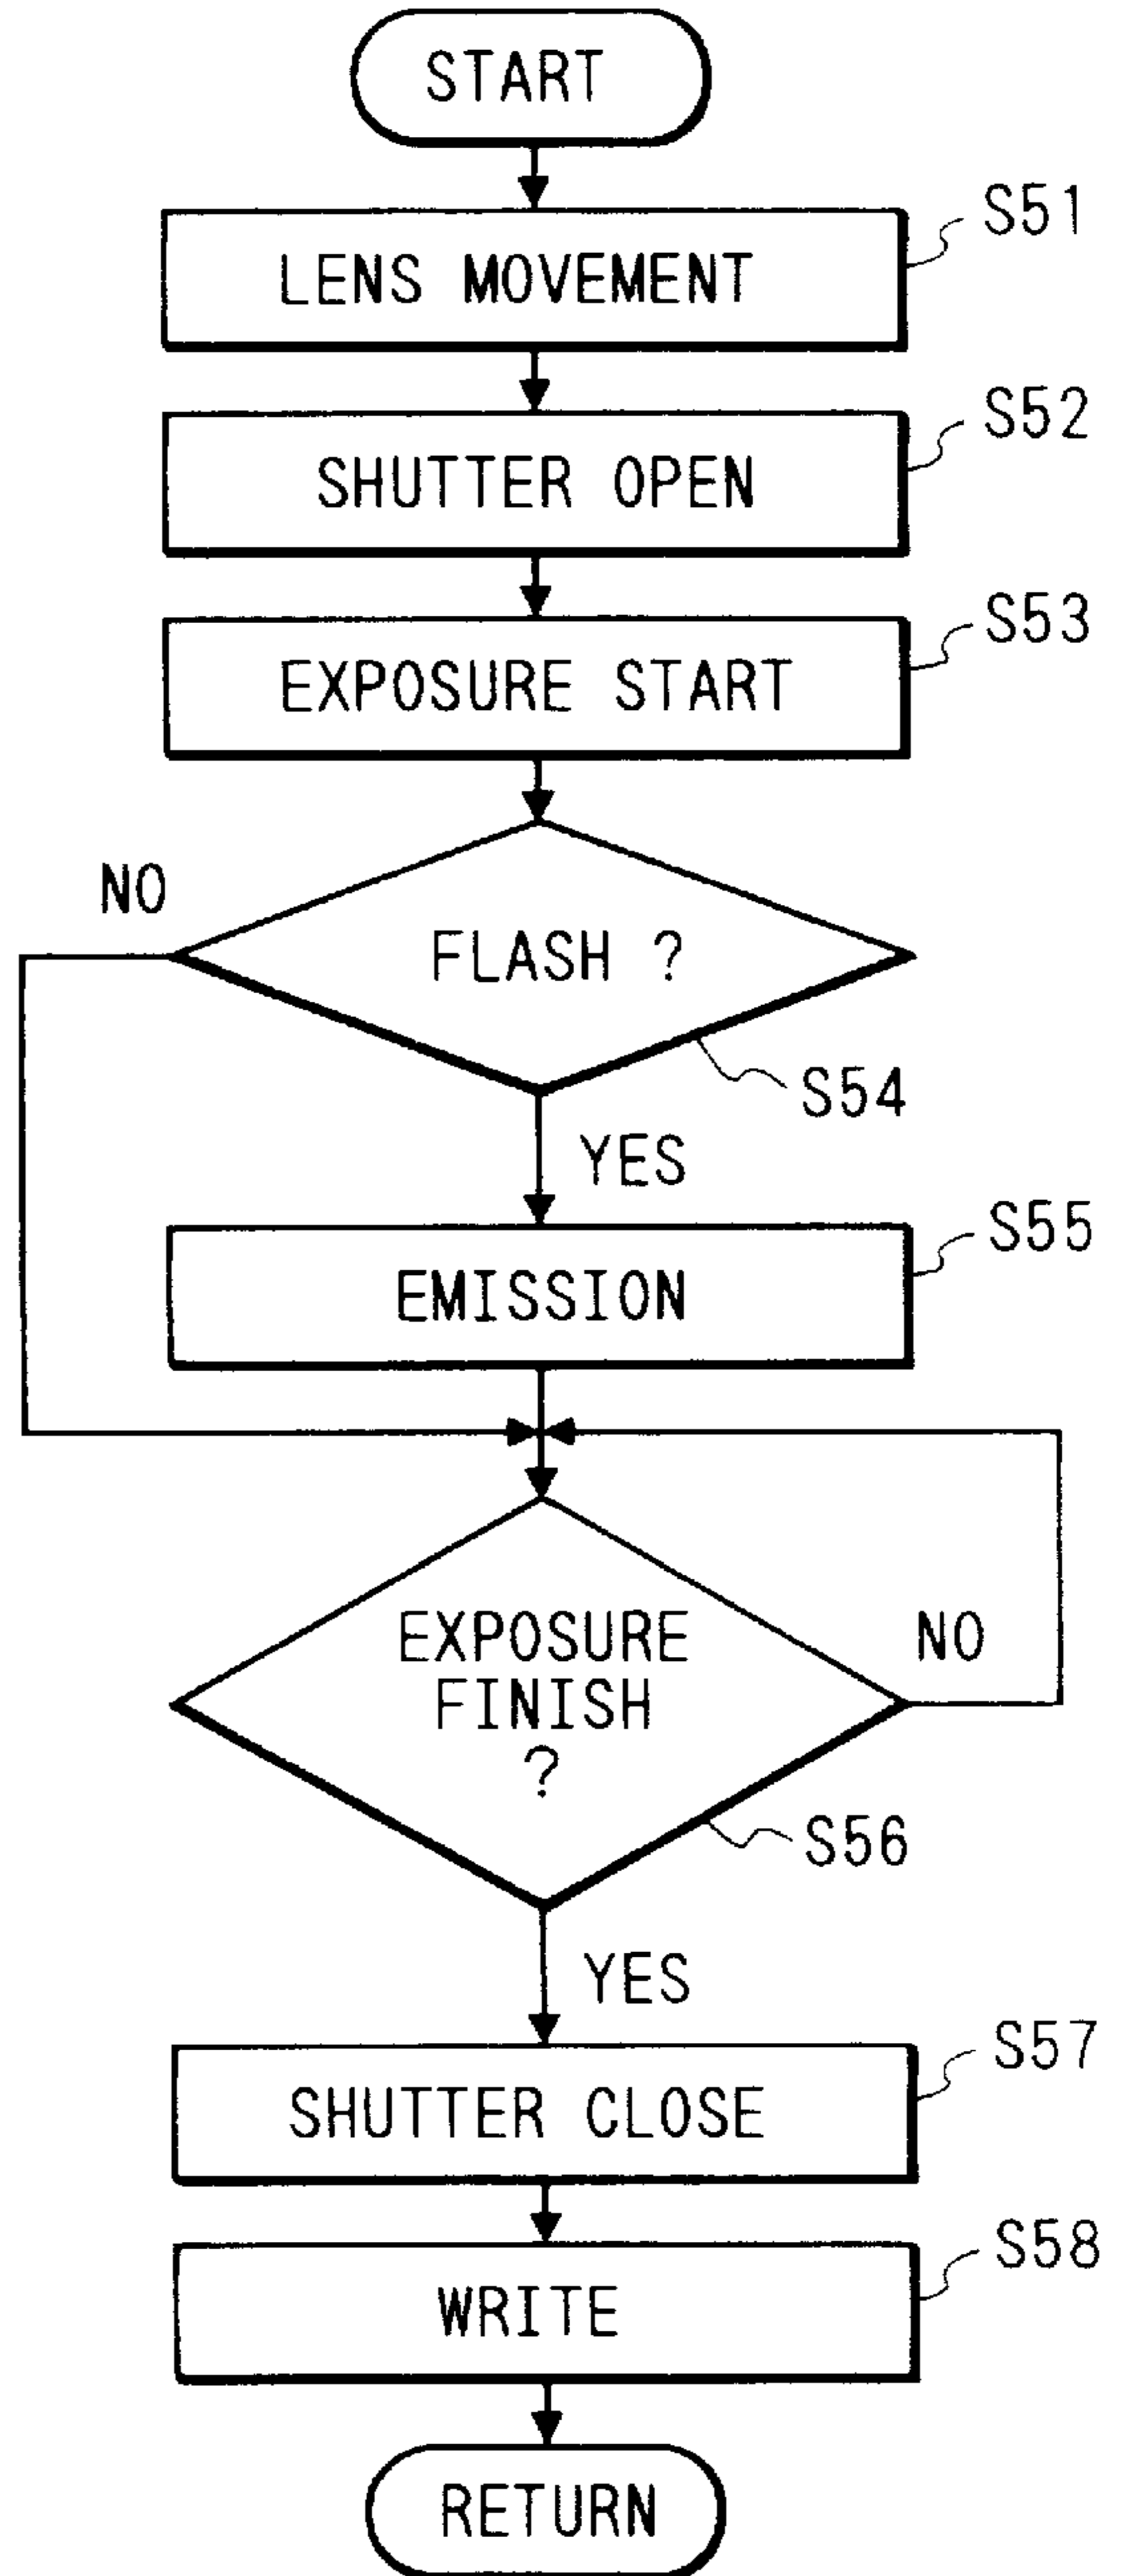 START
S51
LENS MOVEMENT
S52
SHUTTER OPEN
S53
EXPOSURE START
NO
FLASH ?
S54
YES
S55
EMISSION
EXPOSURE
FINISH
?
NO
S56
YES
S57
SHUTTER CLOSE
S58
WRITE
RETURN